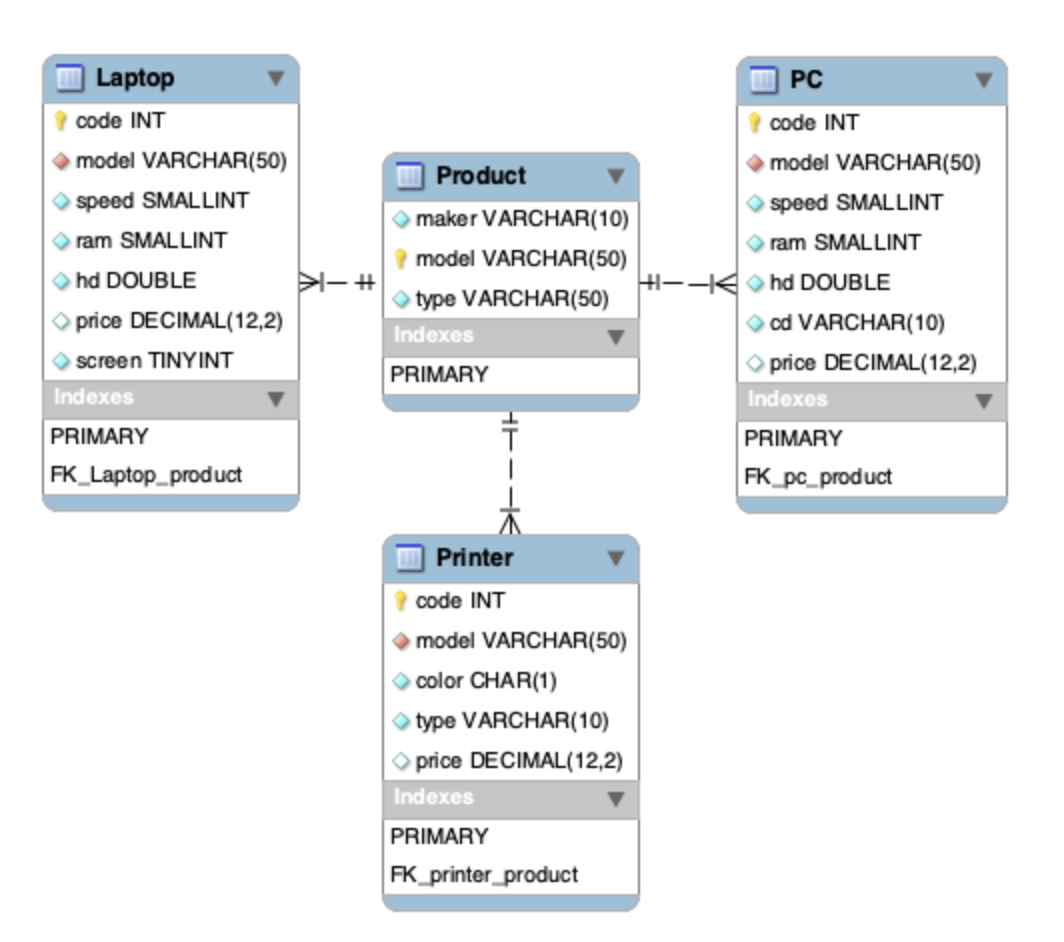 Laptop
code INT
model VARCHAR(50)
speed SMALLINT
ram SMALLINT
hd DOUBLE
price DECIMAL(12,2)
screen TINYINT
Indexes
PRIMARY
FK_Laptop_product
Product
maker VARCHAR(10)
model VARCHAR(50)
type VARCHAR(50)
Indexes
PRIMARY
PC
code INT
model VARCHAR(50)
speed SMALLINT
ram SMALLINT
hd DOUBLE
cd VARCHAR(10)
price DECIMAL(12,2)
Indexes
PRIMARY
FK_pc_product
Printer
code INT
model VARCHAR(50)
color CHAR(1)
type VARCHAR(10)
price DECIMAL(12,2)
Indexes
PRIMARY
FK_printer_product